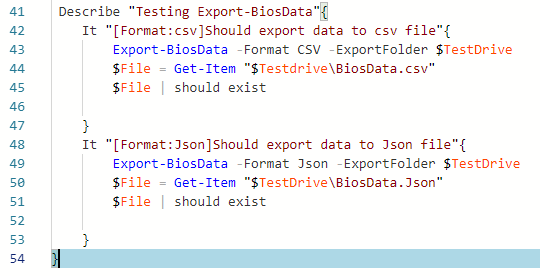 41 Describe "Testing Export-BiosData"{
42 It "[Format:csv]Should export data to csv file"{
43 Export-BiosData -Format CSV -ExportFolder $TestDrive
44 $File = Get-Item "$Testdrive\BiosData.csv"
45 $File | should exist
46
47 }
48 It "[Format:Json]Should export data to Json file"{
49 Export-BiosData -Format Json -ExportFolder $TestDrive
50 $File = Get-Item "$TestDrive\BiosData.Json"
51 $File | should exist
52
53 }
54 }